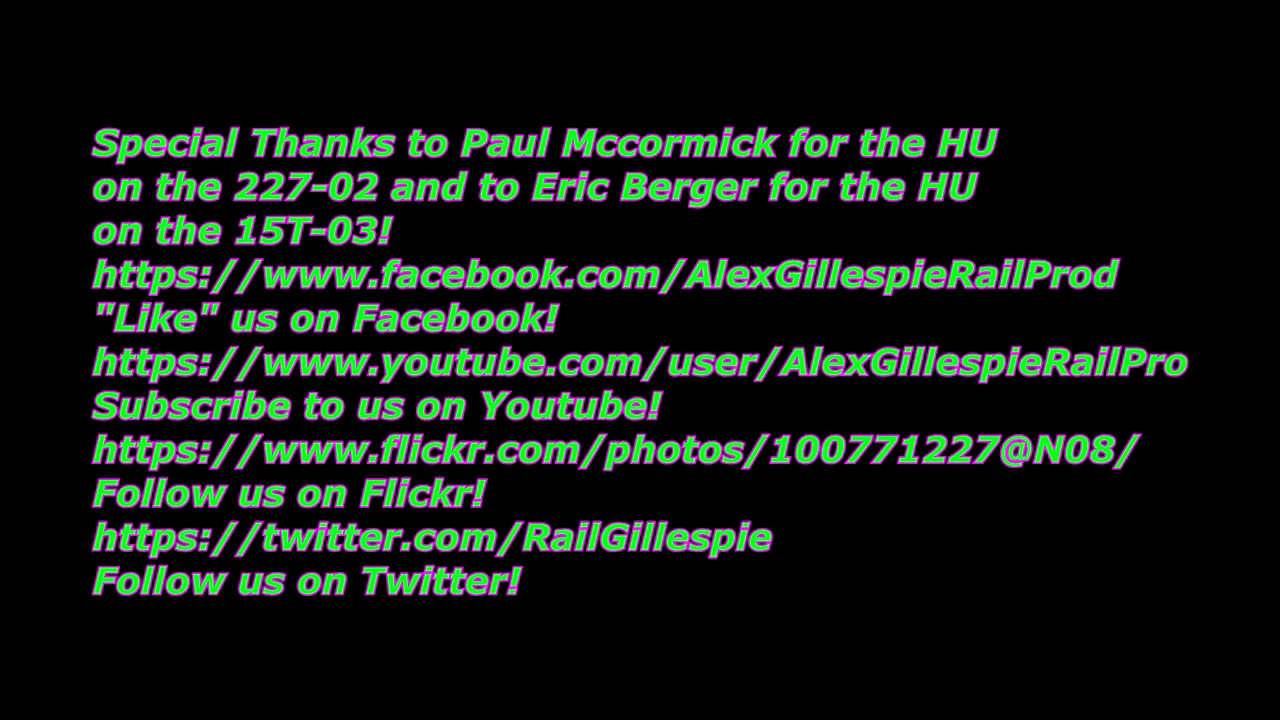 Special Thanks to Paul Mccormick for the HU
on the 227-02 and to Eric Berger for the HU
on the 15T-03!
https://www.facebook.com/AlexGillespieRailProd
"Like" us on Facebook!
https://www.youtube.com/user/AlexGillespieRailPro
Subscribe to us on Youtube!
https://www.flickr.com/photos/100771227@N08/
Follow us on Flickr!
https://twitter.com/RailGillespie
Follow us on Twitter!